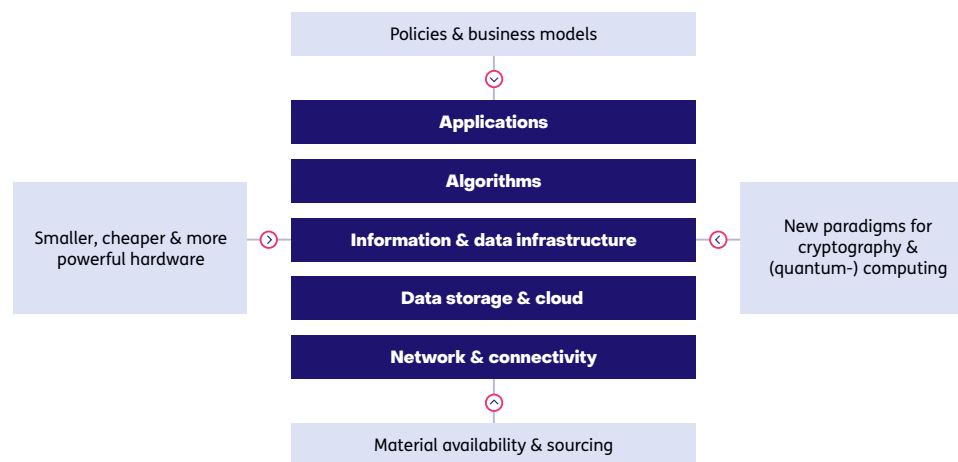 Policies & business models
Applications
Algorithms
Smaller, cheaper & more
powerful hardware
Information & data infrastructure
New paradigms for
cryptography &
(quantum-) computing
Data storage & cloud
Network & connectivity
Material availability & sourcing